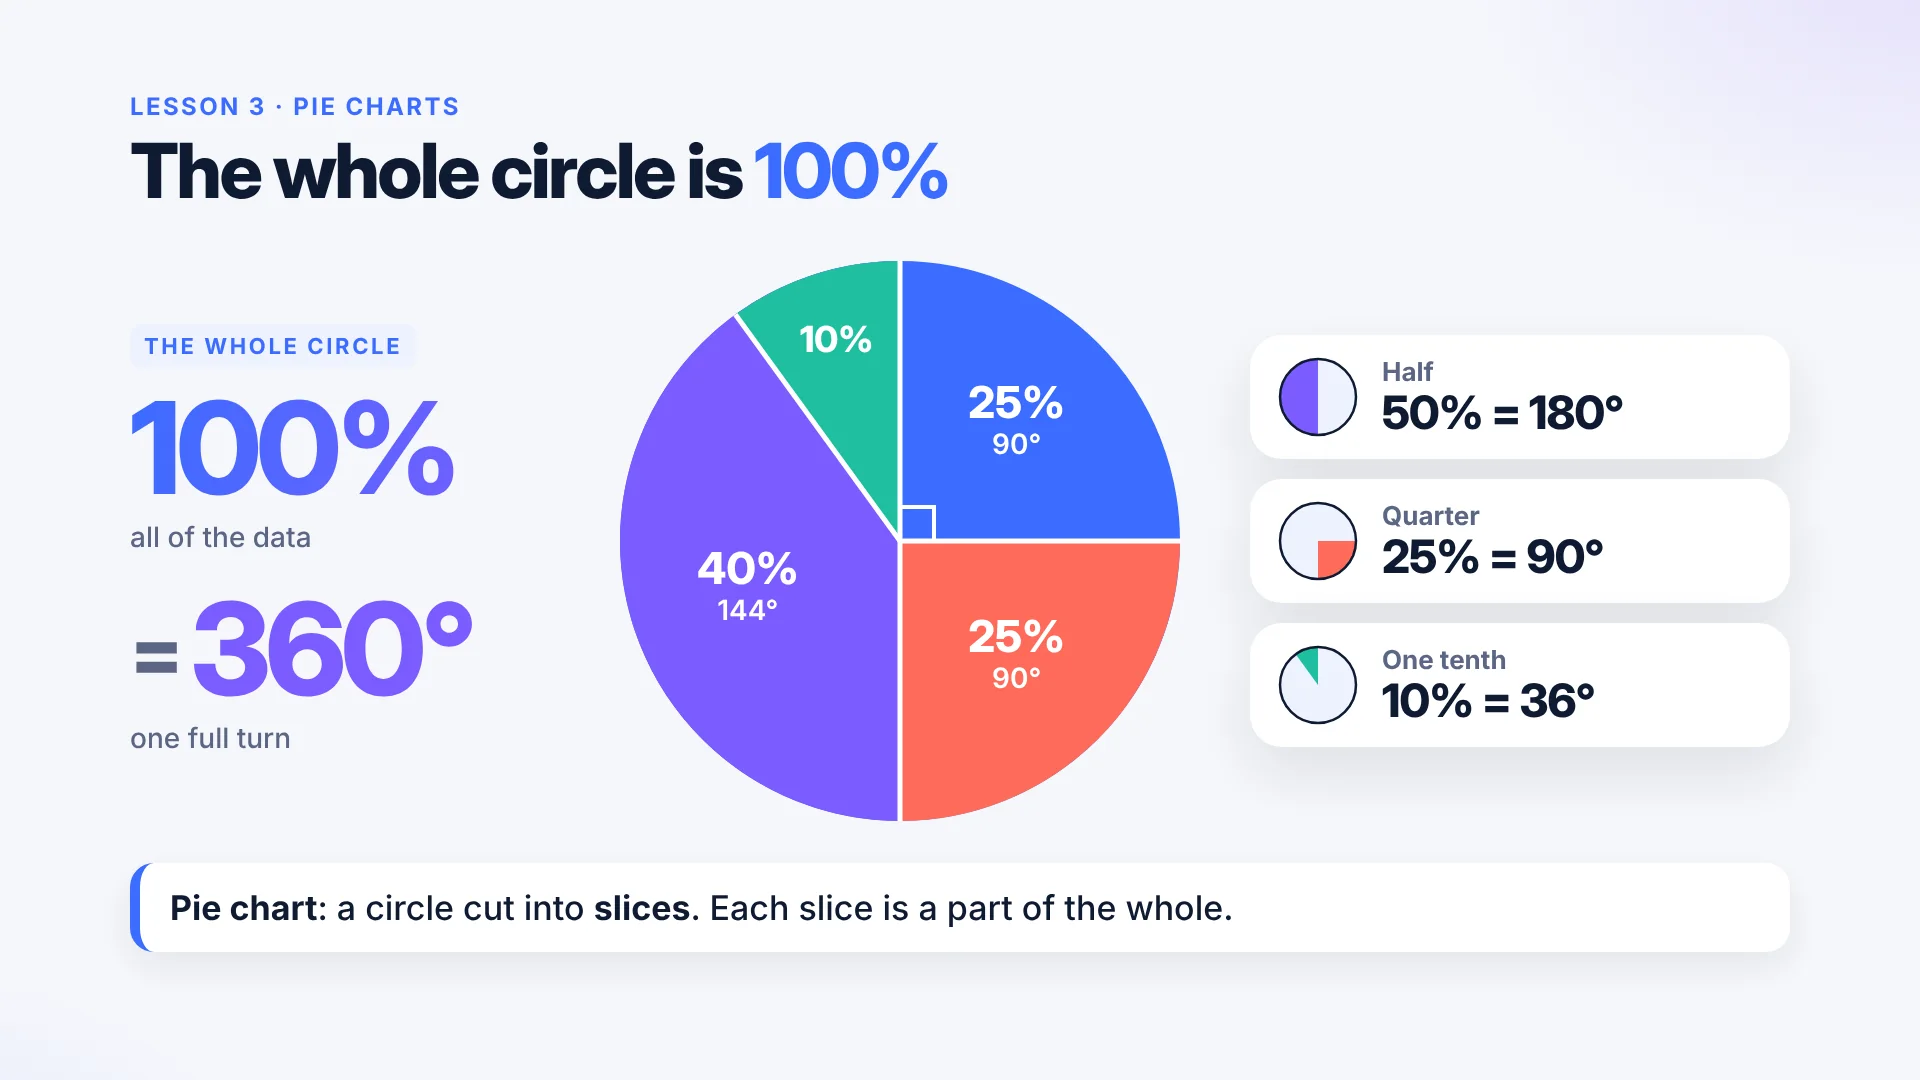 LESSON 3 · PIE CHARTS
The whole circle is 100%
THE WHOLE CIRCLE
100%
all of the data
= 360°
one full turn
10%
25%
90°
40%
144°
25%
90°
Half
50% = 180°
Quarter
25% = 90°
One tenth
10% = 36°
Pie chart: a circle cut into slices. Each slice is a part of the whole.